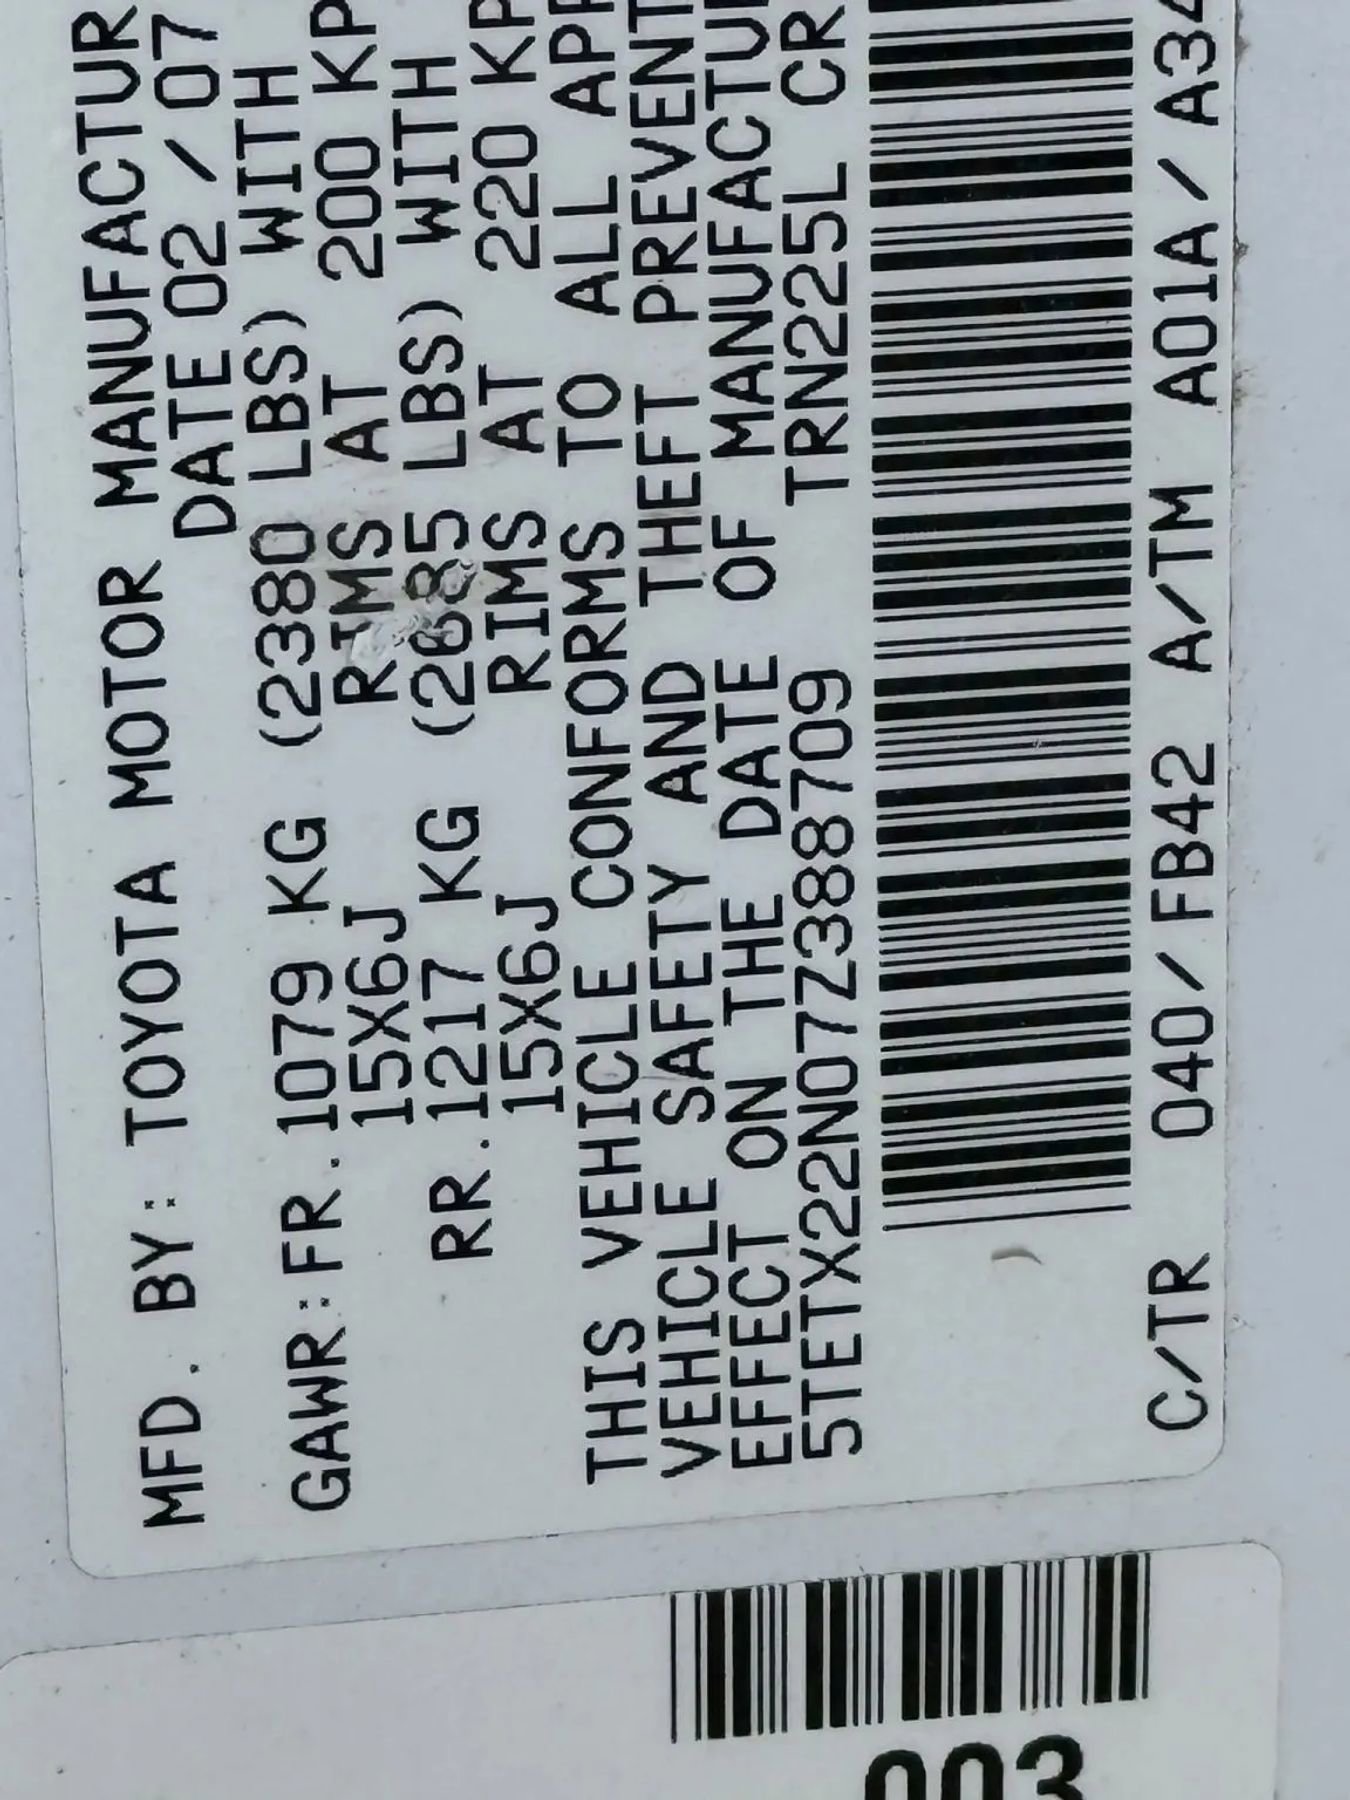 MFD. BY: TOYOTA MOTOR MANUFACTUR
DATE 02 / 07
GAWR:FR.1079 KG (2380 LBS) WITH
15X6J RIMS AT 200 KP
RR.1217 KG (2685 LBS) WITH
15X6J RIMS AT 220 KP
THIS VEHICLE CONFORMS TO ALL APP
VEHICLE SAFETY AND THEFT PREVENT
EFFECT ON THE DATE OF MANUFACTU
5TETX22N07Z388709 TRN225L CR
C/TR 040/FB42 A/TM A01A/A34
003